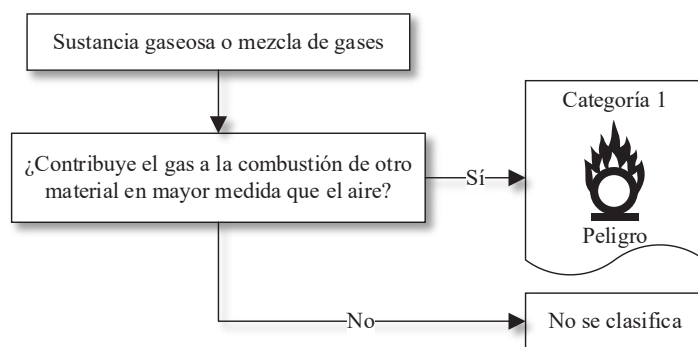 Sustancia gaseosa o mezcla de gases
Categoría 1
¿Contribuye el gas a la combustión de otro
material en mayor medida que el aire?
Sí
Peligro
No
No se clasifica